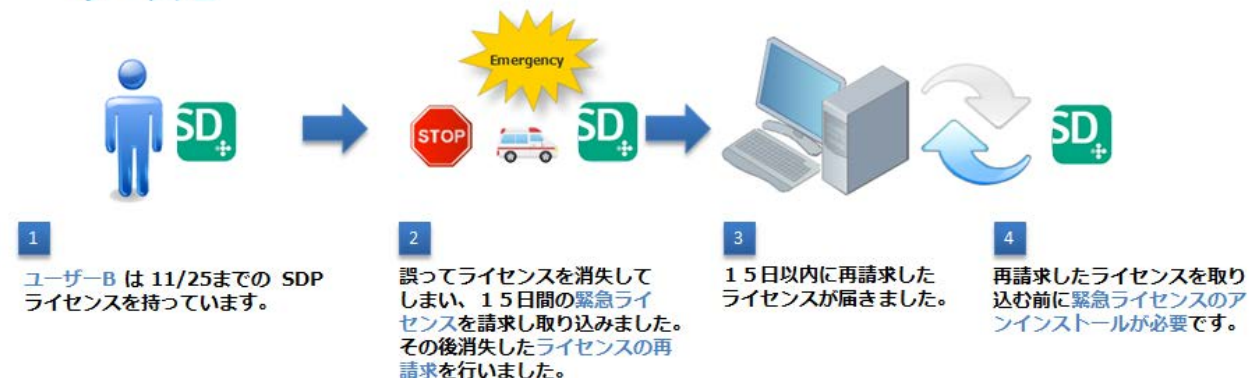 Emergency
SD
STOP
SD
SD
1
ユーザーB は 11/25までの SDP
ライセンスを持っています。
2
誤ってライセンスを消失して
しまい、１５日間の緊急ライ
センスを請求し取り込みました。
その後消失したライセンスの再
請求を行いました。
3
１５日以内に再請求した
ライセンスが届きました。
4
再請求したライセンスを取り
込む前に緊急ライセンスのア
ンインストールが必要です。